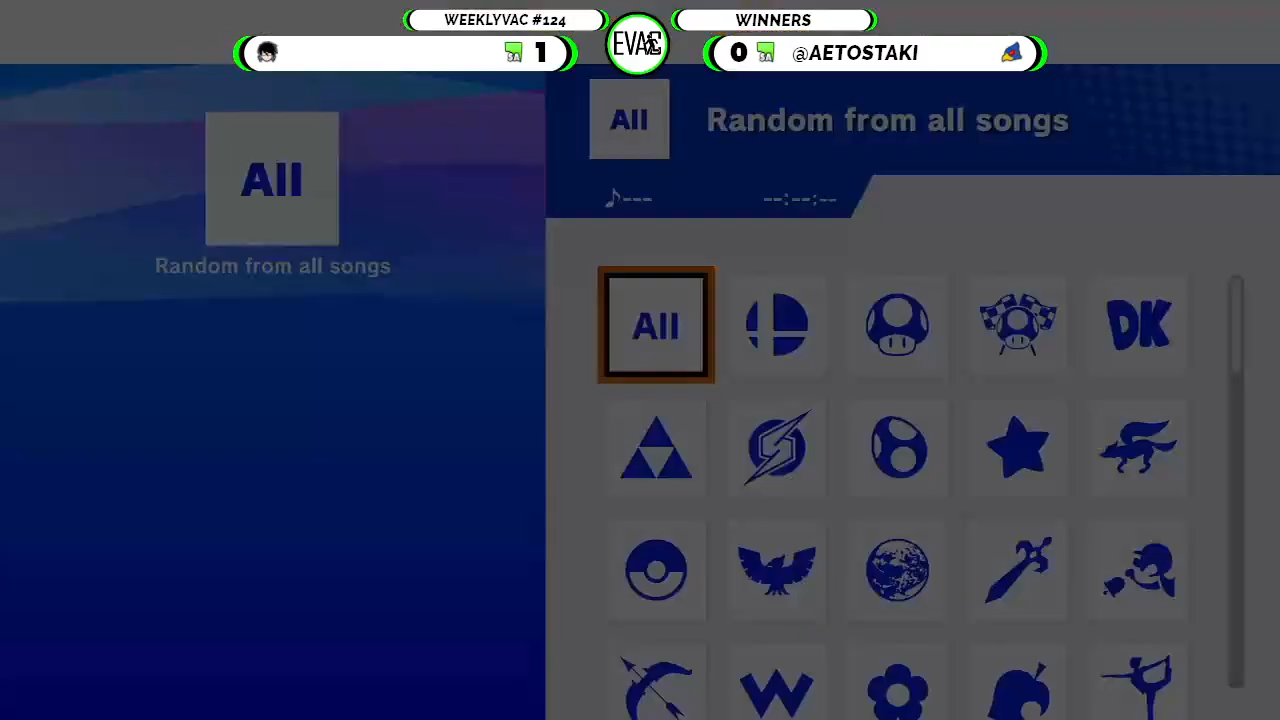 WEEKLYVAC #124
WINNERS
1
EVAC
0
@AETOSTAKI
All
Random from all songs
All
Random from all songs
♪---
--:--:--
All
DK
W